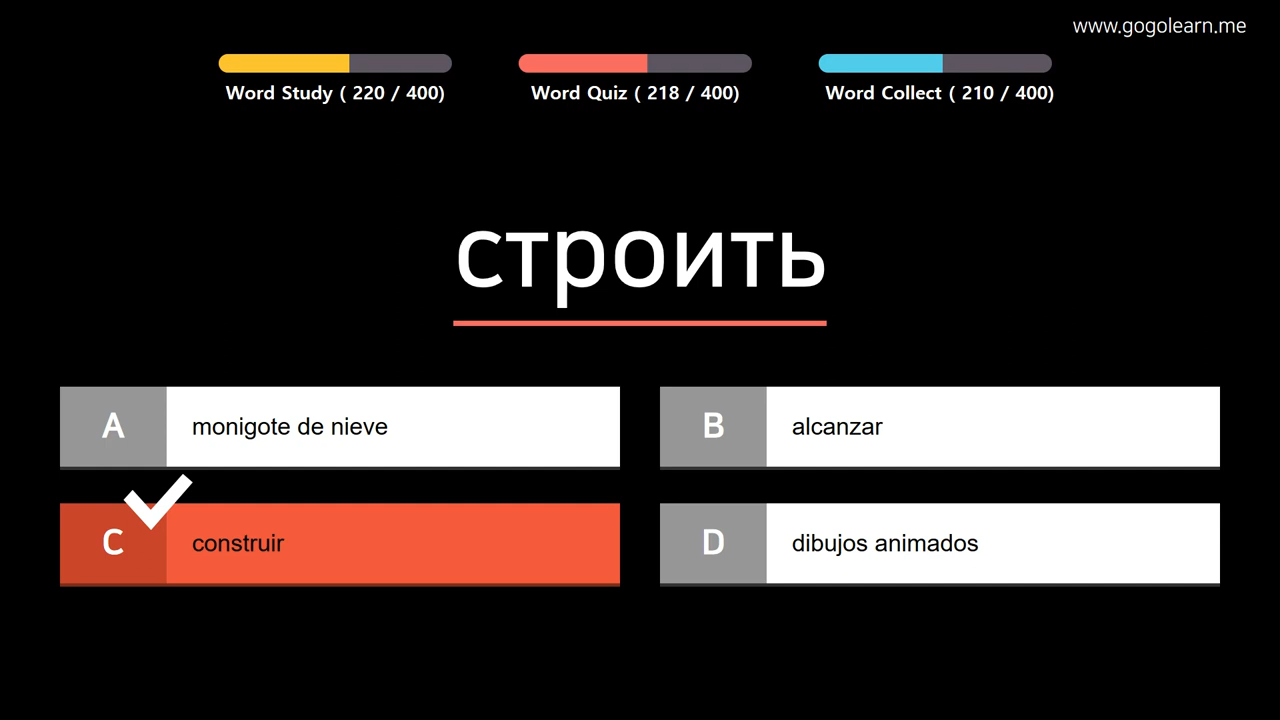 www.gogolearn.me
Word Study ( 220 / 400)
Word Quiz ( 218 / 400)
Word Collect ( 210 / 400)
строить
A
monigote de nieve
B
alcanzar
C
construir
D
dibujos animados